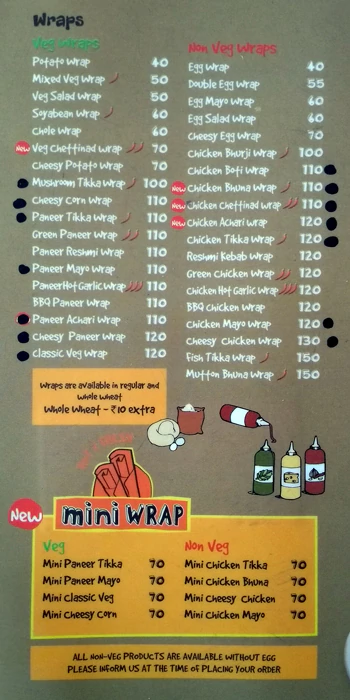 Wraps
Veg Wraps
Potato Wrap 40
Mixed Veg Wrap 50
Veg Salad Wrap 50
Soyabean Wrap 60
Chole Wrap 60
New Veg Chettinad Wrap 70
Cheesy Potato Wrap 70
Mushroom Tikka Wrap 100
Cheesy Corn Wrap 110
Paneer Tikka Wrap 110
Green Paneer Wrap 110
Paneer Reshmi Wrap 110
Paneer Mayo Wrap 110
Paneer Hot Garlic Wrap 110
BBQ Paneer Wrap 110
Paneer Achari Wrap 110
Cheesy Paneer Wrap 120
Classic Veg Wrap 120
Non Veg Wraps
Egg Wrap 40
Double Egg Wrap 55
Egg Mayo Wrap 60
Egg Salad Wrap 60
Cheesy Egg Wrap 70
Chicken Bhurji Wrap 100
Chicken Boti Wrap 110
New Chicken Bhuna Wrap 110
New Chicken Chettinad Wrap 110
New Chicken Achari Wrap 120
Chicken Tikka Wrap 120
Reshmi Kebab Wrap 120
Green Chicken Wrap 120
Chicken Hot Garlic Wrap 120
BBQ Chicken Wrap 120
Chicken Mayo Wrap 120
Cheesy Chicken Wrap 130
Fish Tikka Wrap 150
Mutton Bhuna Wrap 150
Wraps are available in regular and
whole wheat
Whole Wheat - ₹10 extra
New
mini WRAP
Veg
Mini Paneer Tikka 70
Mini Paneer Mayo 70
Mini Classic Veg 70
Mini Cheesy Corn 70
Non Veg
Mini Chicken Tikka 70
Mini Chicken Bhuna 70
Mini Cheesy Chicken 70
Mini Chicken Mayo 70
ALL NON-VEG PRODUCTS ARE AVAILABLE WITHOUT EGG
PLEASE INFORM US AT THE TIME OF PLACING YOUR ORDER